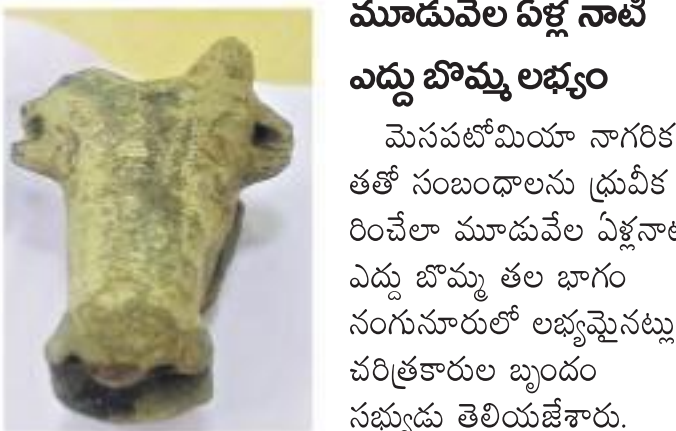 మూడువేల ఏళ్ల నాటి
ఎద్దు బొమ్మ లభ్యం
మెసపటోమియా నాగరిక
తతో సంబంధాలను ధ్రువీక
రించేలా మూడువేల ఏళ్లనాటి
ఎద్దు బొమ్మ తల భాగం
నంగునూరులో లభ్యమైనట్లు
చరిత్రకారుల బృందం
సభ్యుడు తెలియజేశారు.